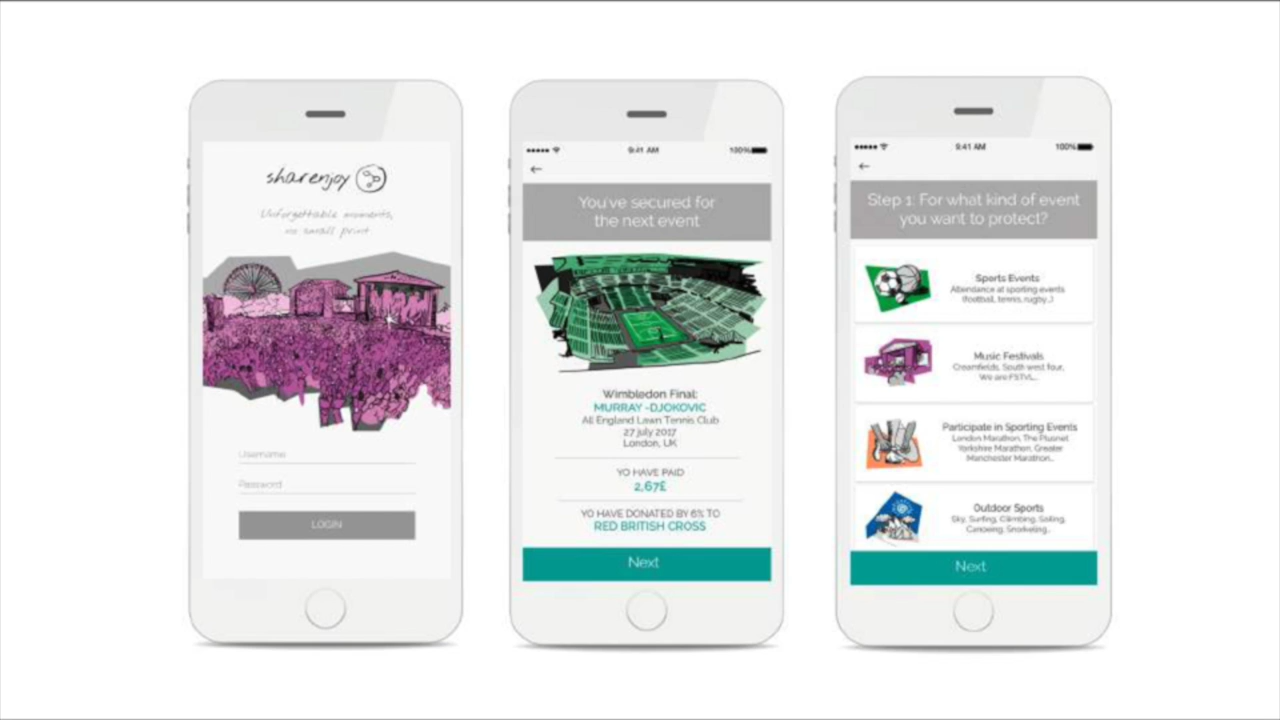 sharenjoy
Unforgettable moments,
no small print
Username
Password
LOGIN
9:41 AM
100%
You've secured for
the next event
Wimbledon Final:
MURRAY -DJOKOVIC
All England Lawn Tennis Club
27 july 2017
London, UK
YO HAVE PAID
2,67£
YO HAVE DONATED BY 6% TO
RED BRITISH CROSS
Next
9:41 AM
100%
Step 1: For what kind of event
you want to protect?
Sports Events
Attendance at sporting events
(football, tennis, rugby...)
Music Festivals
Creamfields, South west four,
We are FSTVL...
Participate in Sporting Events
London Marathon, The Plusnet
Yorkshire Marathon, Greater
Manchester Marathon...
Outdoor Sports
Sky, Surfing, Climbing, Sailing,
Canoeing, Snorkeling...
Next